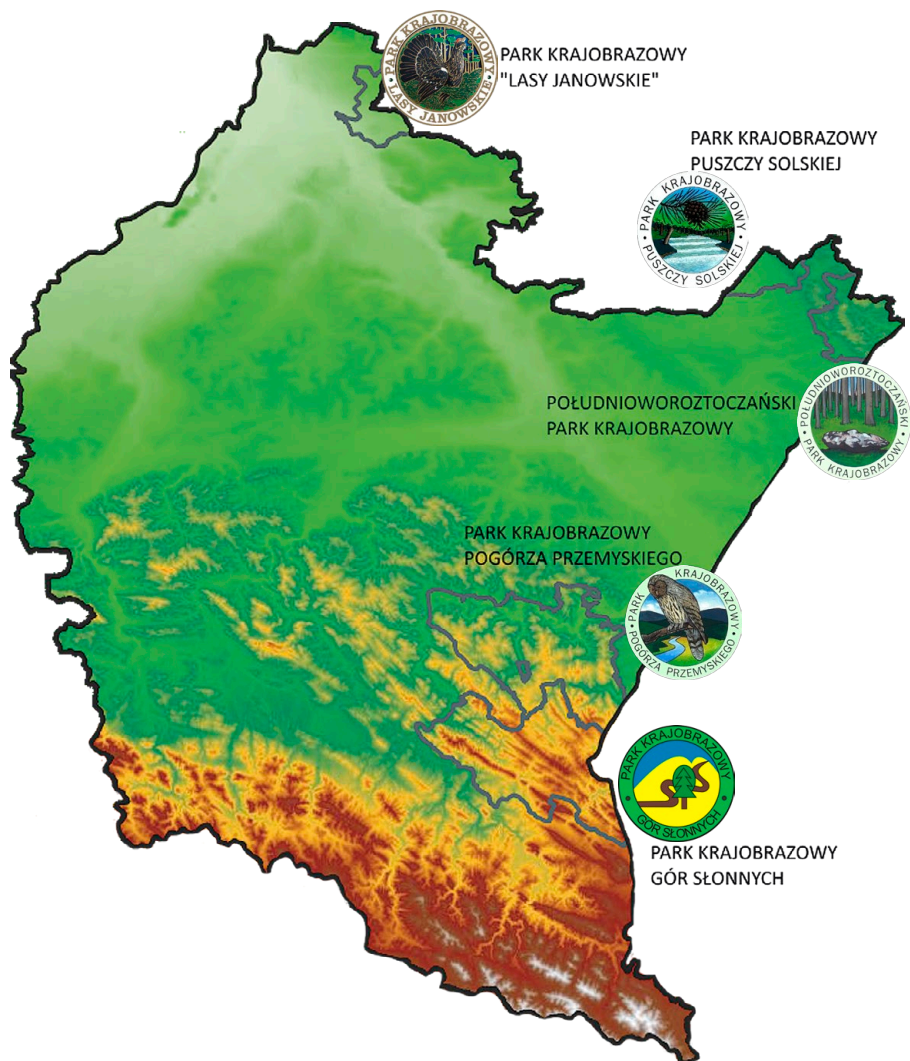 PARK KRAJOBRAZOWY
LASY JANOWSKIE
PARK KRAJOBRAZOWY
"LASY JANOWSKIE"
PARK KRAJOBRAZOWY
PUSZCZY SOLSKIEJ
PARK KRAJOBRAZOWY
PUSZCZY SOLSKIEJ
POŁUDNIOWOROZTOCZAŃSKI
PARK KRAJOBRAZOWY
POŁUDNIOWOROZTOCZAŃSKI
PARK KRAJOBRAZOWY
PARK KRAJOBRAZOWY
POGÓRZA PRZEMYSKIEGO
PARK KRAJOBRAZOWY
POGÓRZA PRZEMYSKIEGO
PARK KRAJOBRAZOWY
GÓR SŁONNYCH
PARK KRAJOBRAZOWY
GÓR SŁONNYCH